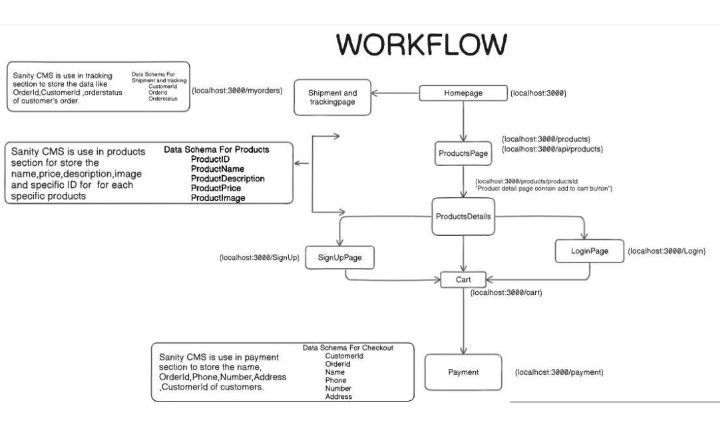 WORKFLOW
Sanity CMS is use in tracking
section to store the data like
OrderId,CustomerId ,orderstatus
of customer's order.
Data Schema For
Shipment and tracking
CustomerId
OrderId
Orderstatus
(localhost:3000/myorders)
Shipment and
trackingpage
Homepage
(localhost:3000)
Sanity CMS is use in products
section for store the
name,price,description,image
and specific ID for for each
specific products
Data Schema For Products
ProductID
ProductName
ProductDescription
ProductPrice
ProductImage
ProductsPage
(localhost:3000/products)
(localhost:3000/api/products)
(localhost:3000/products/productsId
"Product detail page contain add to cart button")
ProductsDetails
(localhost:3000/SignUp)
SignUpPage
LoginPage
(localhost:3000/Login)
Cart
(localhost:3000/cart)
Sanity CMS is use in payment
section to store the name,
OrderId,Phone,Number,Address
,CustomerId of customers.
Data Schema For Checkout
CustomerId
OrderId
Name
Phone
Number
Address
Payment
(localhost:3000/payment)